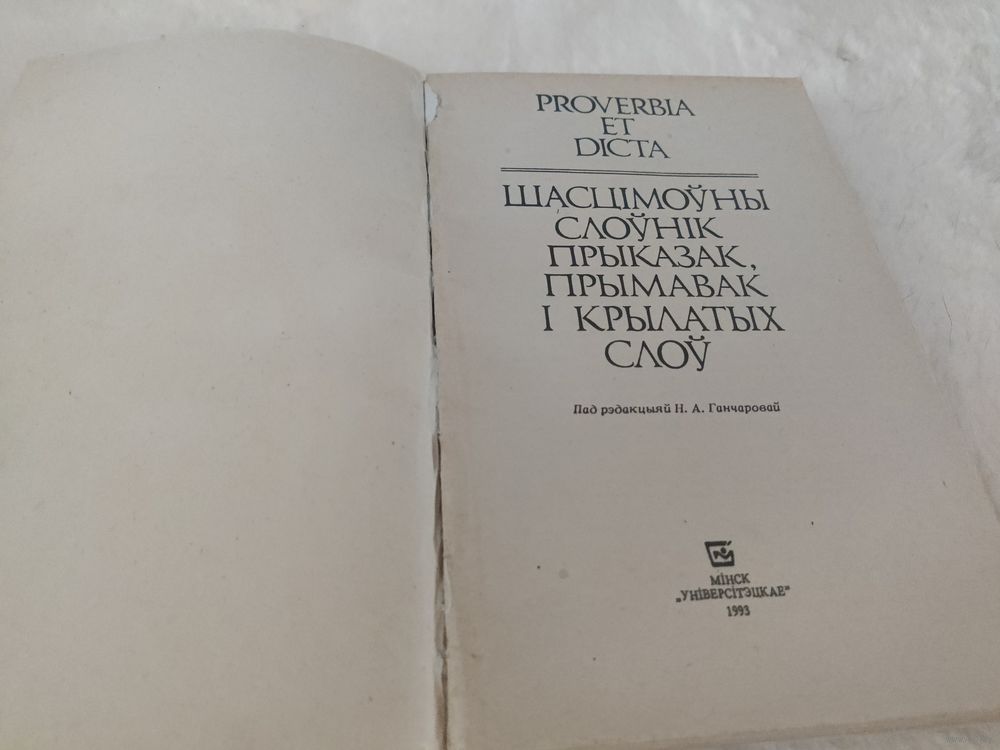 PROVERBIA
ET
DICTA
ШАСЦІМОЎНЫ
СЛОЎНІК
ПРЫКАЗАК,
ПРЫМАВАК
І КРЫЛАТЫХ
СЛОЎ
Пад рэдакцыяй Н. А. Ганчаровай
МІНСК
„УНІВЕРСІТЭЦКАЕ"
1993